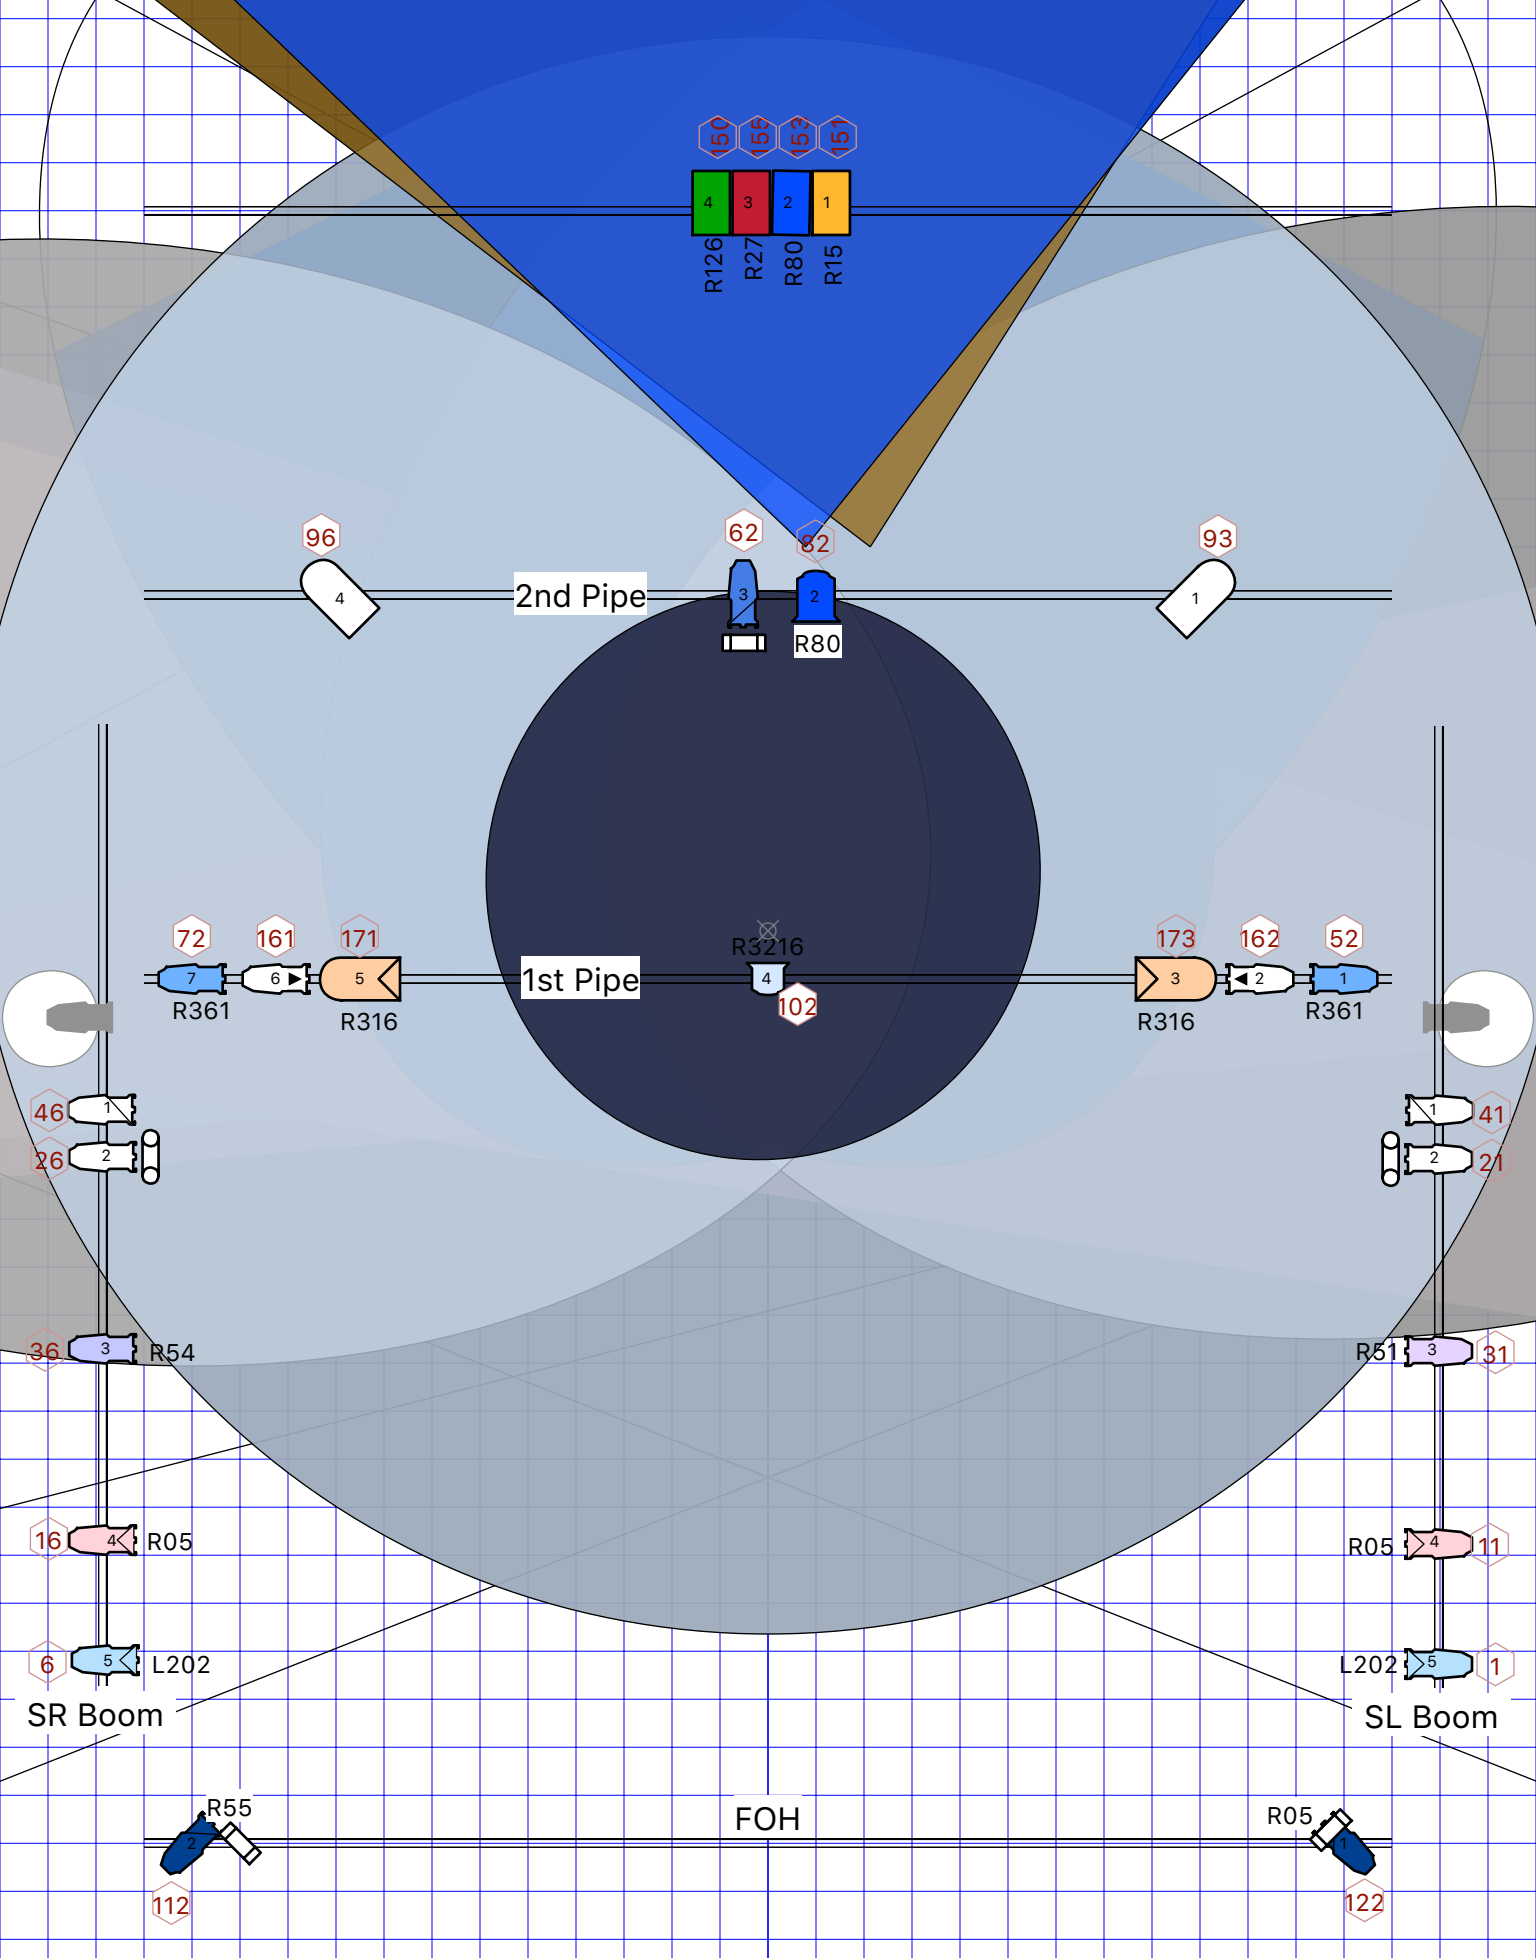 150 155 153 151
4 3 2 1
R126 R27 R80 R15
96 62 82 93
4 2nd Pipe 3 2 1
R80
72 161 171 R3216 173 162 52
7 6 5 1st Pipe 4 3 2 1
R361 R316 102 R316 R361
46 1 1 41
26 2 2 21
36 3 R54 R51 3 31
16 4 R05 R05 4 11
6 5 L202 L202 5 1
SR Boom SL Boom
R55 FOH R05
2 1
112 122